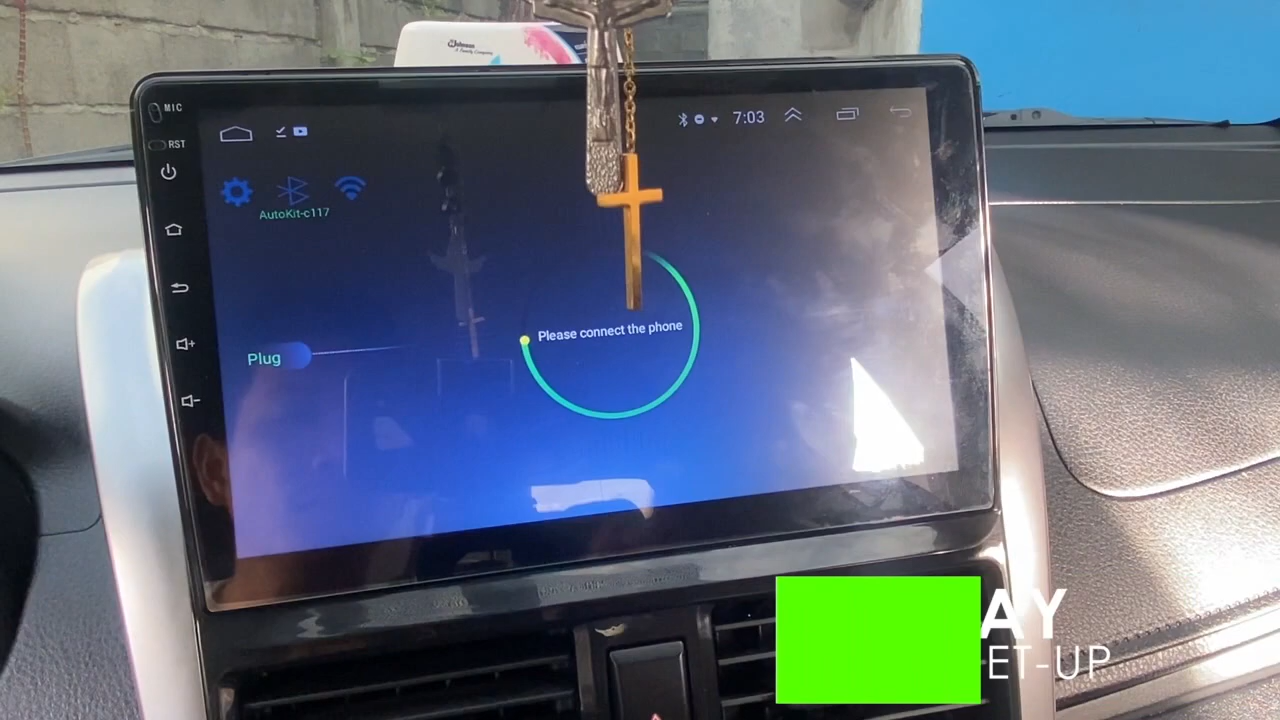 MIC
RST
7:03
AutoKit-c117
Please connect the phone
Plug
AY
ET-UP